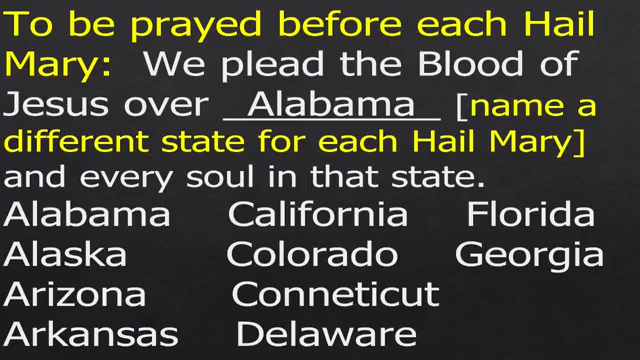 To be prayed before each Hail
Mary: We plead the Blood of
Jesus over __Alabama__ [name a
different state for each Hail Mary]
and every soul in that state.
Alabama California Florida
Alaska Colorado Georgia
Arizona Conneticut
Arkansas Delaware